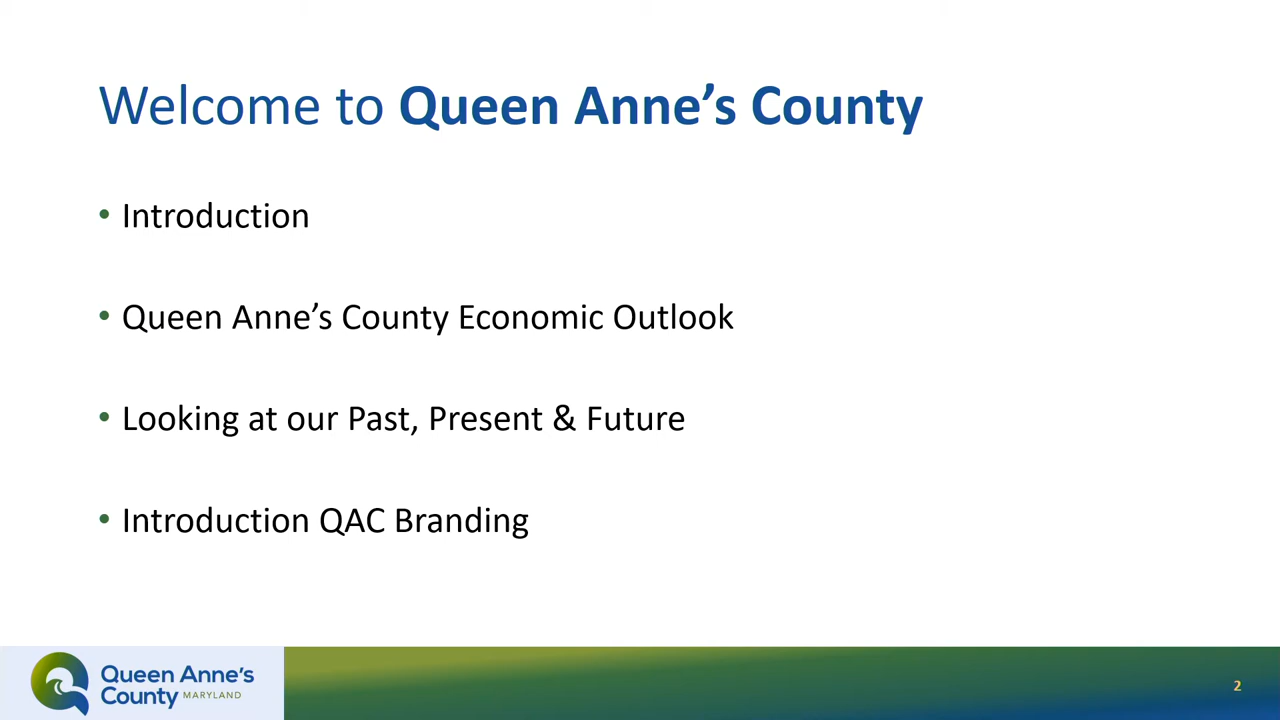 Welcome to Queen Anne’s County
• Introduction
• Queen Anne’s County Economic Outlook
• Looking at our Past, Present & Future
• Introduction QAC Branding
Queen Anne’s
County MARYLAND
2